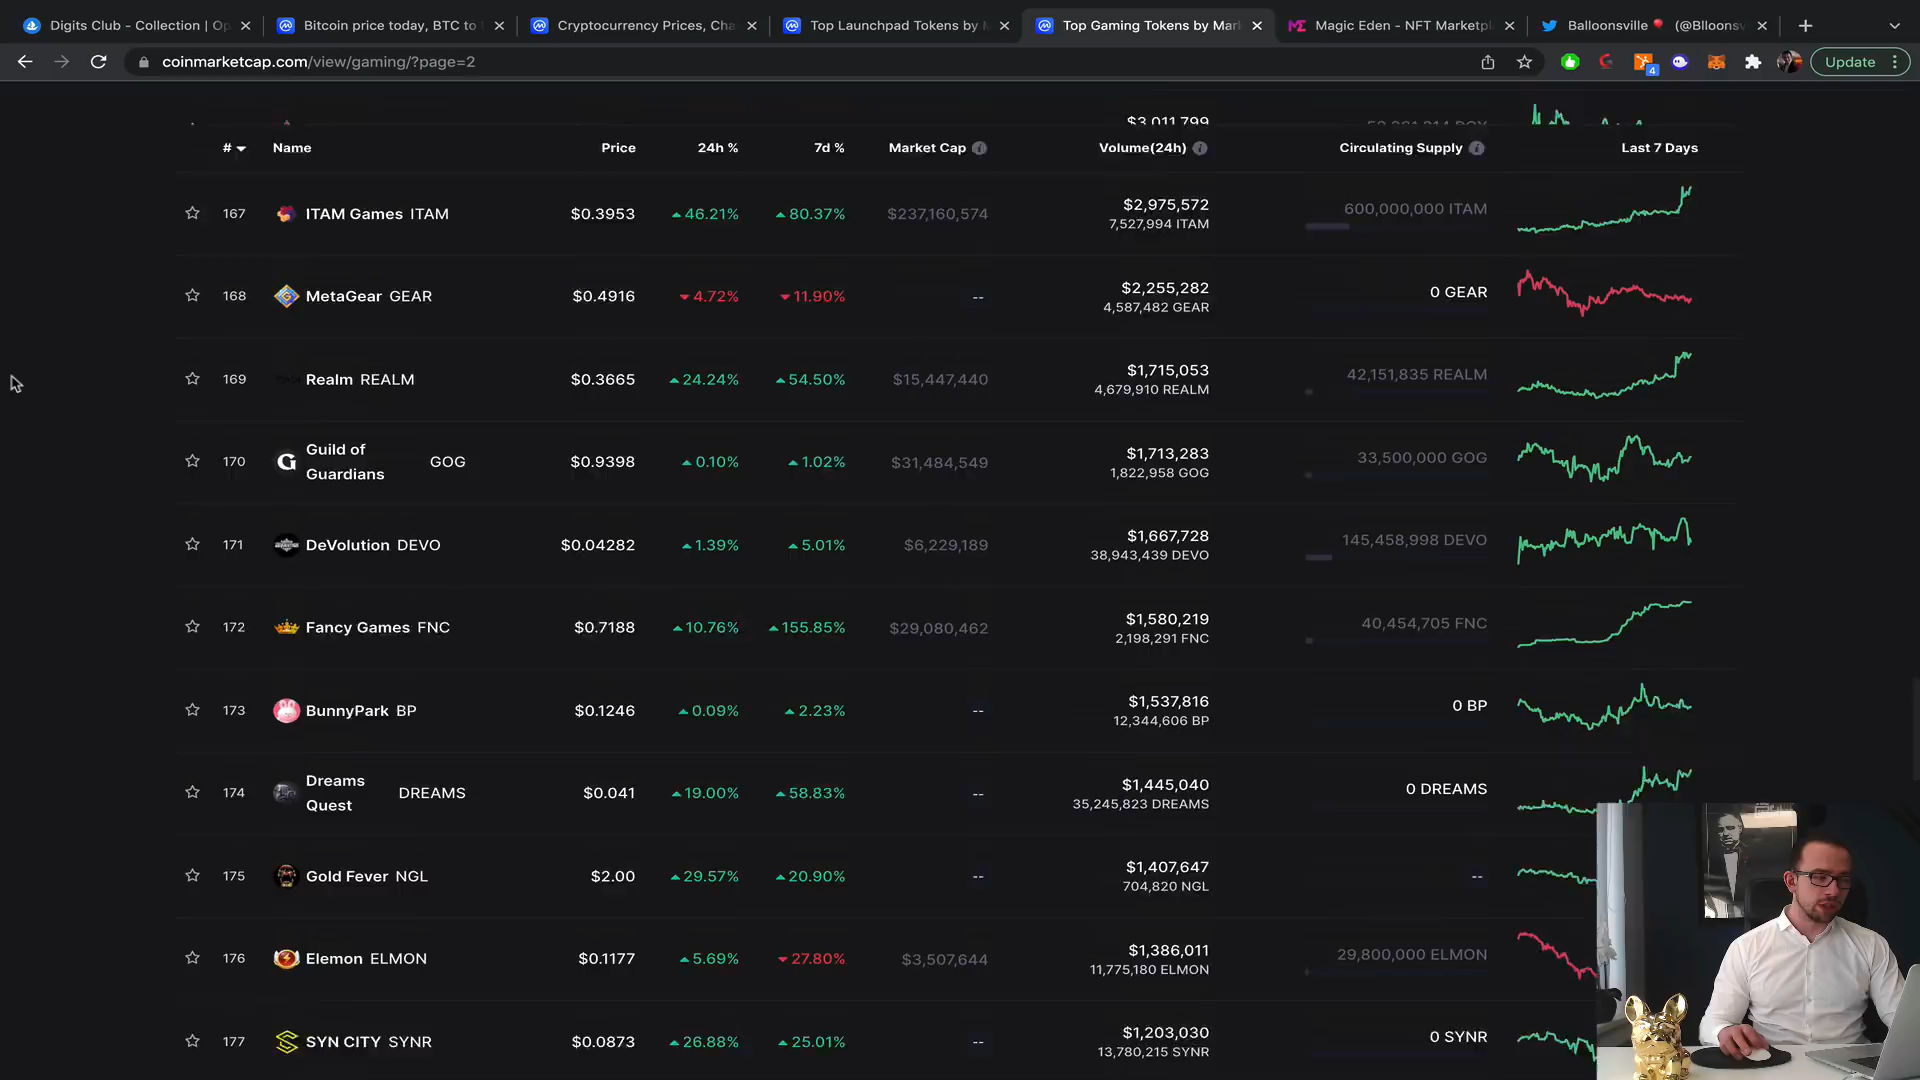 Digits Club - Collection | Op
Bitcoin price today, BTC to
Cryptocurrency Prices, Cha
Top Launchpad Tokens by M
Top Gaming Tokens by Mark
Magic Eden - NFT Marketpl
Balloonsville (@Blloonsv
coinmarketcap.com/view/gaming/?page=2
4
Update
$3,011,799
# Name Price 24h % 7d % Market Cap Volume(24h) Circulating Supply Last 7 Days
167 ITAM Games ITAM $0.3953 46.21% 80.37% $237,160,574 $2,975,572 600,000,000 ITAM
7,527,994 ITAM
168 MetaGear GEAR $0.4916 4.72% 11.90% -- $2,255,282 0 GEAR
4,587,482 GEAR
169 Realm REALM $0.3665 24.24% 54.50% $15,447,440 $1,715,053 42,151,835 REALM
4,679,910 REALM
170 Guild of Guardians GOG $0.9398 0.10% 1.02% $31,484,549 $1,713,283 33,500,000 GOG
1,822,958 GOG
171 DeVolution DEVO $0.04282 1.39% 5.01% $6,229,189 $1,667,728 145,458,998 DEVO
38,943,439 DEVO
172 Fancy Games FNC $0.7188 10.76% 155.85% $29,080,462 $1,580,219 40,454,705 FNC
2,198,291 FNC
173 BunnyPark BP $0.1246 0.09% 2.23% -- $1,537,816 0 BP
12,344,606 BP
174 Dreams Quest DREAMS $0.041 19.00% 58.83% -- $1,445,040 0 DREAMS
35,245,823 DREAMS
175 Gold Fever NGL $2.00 29.57% 20.90% -- $1,407,647 --
704,820 NGL
176 Elemon ELMON $0.1177 5.69% 27.80% $3,507,644 $1,386,011 29,800,000 ELMON
11,775,180 ELMON
177 SYN CITY SYNR $0.0873 26.88% 25.01% -- $1,203,030 0 SYNR
13,780,215 SYNR